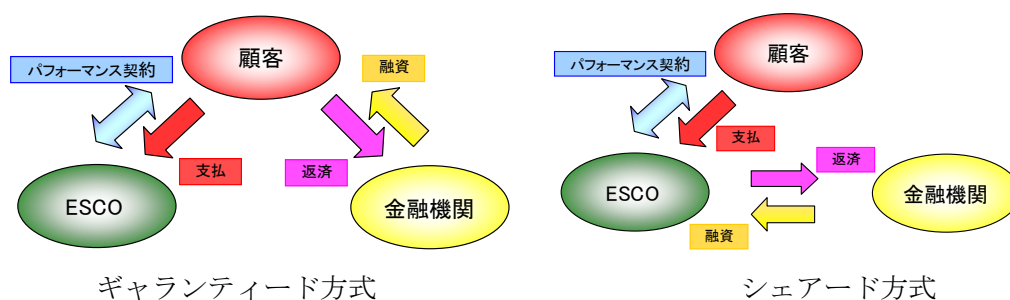 顧客
パフォーマンス契約
融資
支払
返済
ESCO
金融機関
ギャランティード方式
顧客
パフォーマンス契約
支払
返済
ESCO
金融機関
融資
シェアード方式